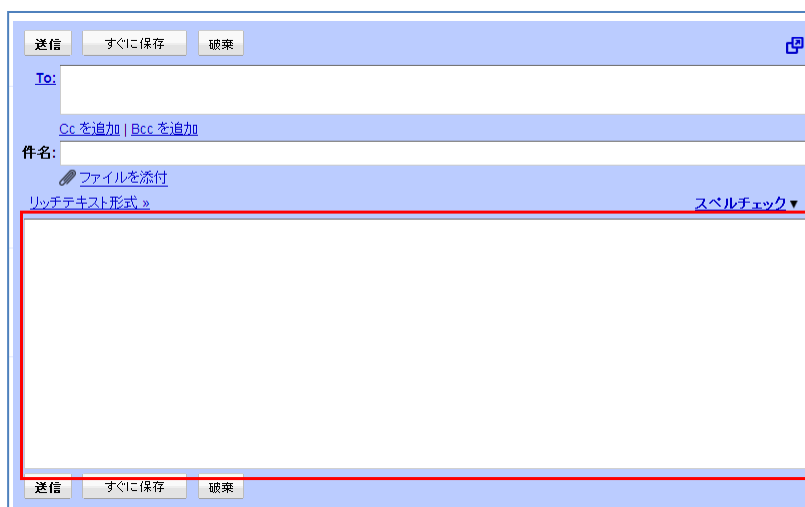 送信 すぐに保存 破棄
To:
Cc を追加 | Bcc を追加
件名:
ファイルを添付
リッチテキスト形式 » スペルチェック ▼
送信 すぐに保存 破棄